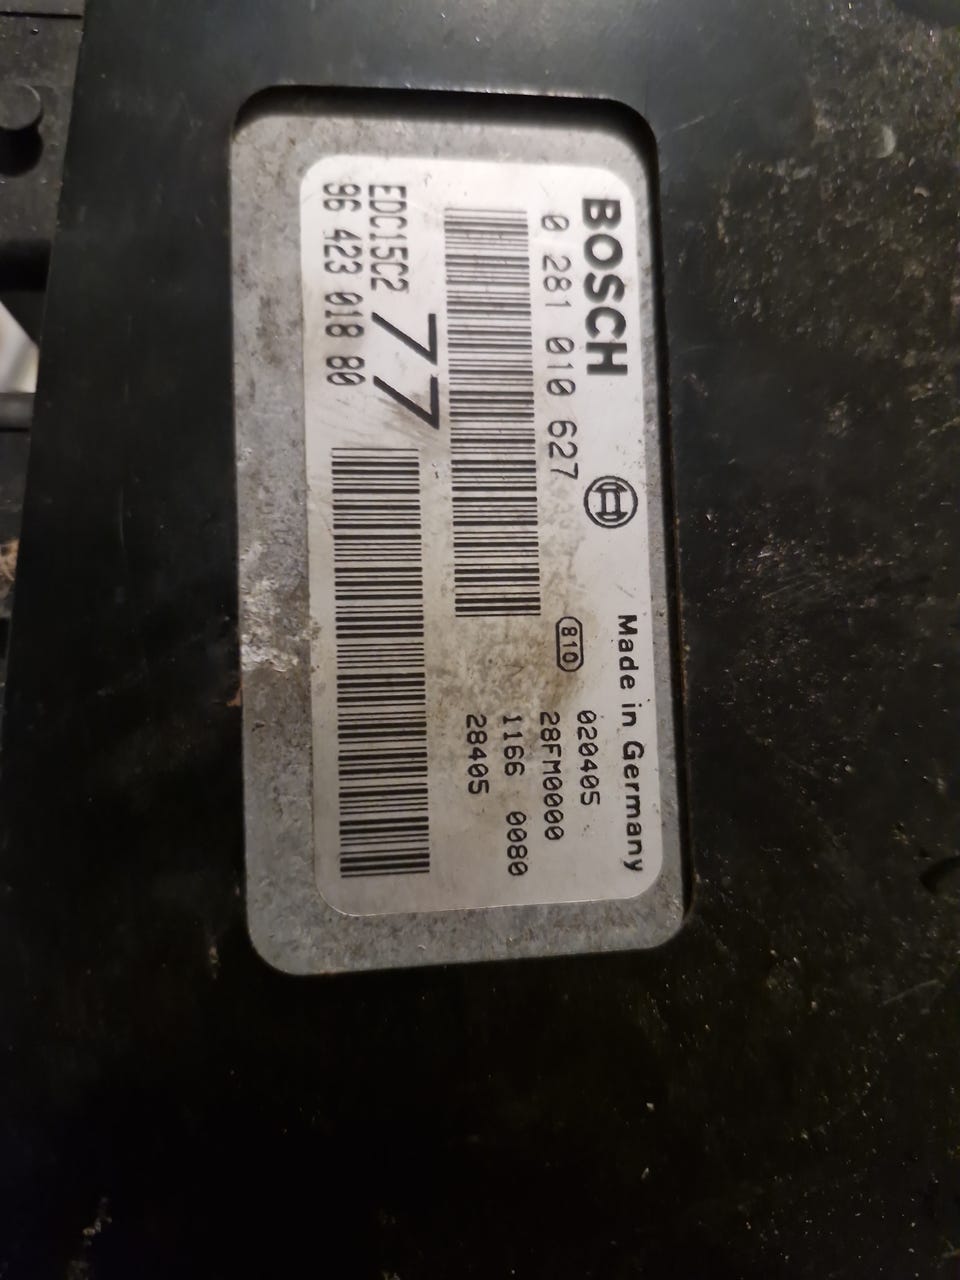 BOSCH
Made in Germany
0 281 010 627
810
020405
28FM0000
1166 0080
28405
EDC15C2
77
96 423 018 80